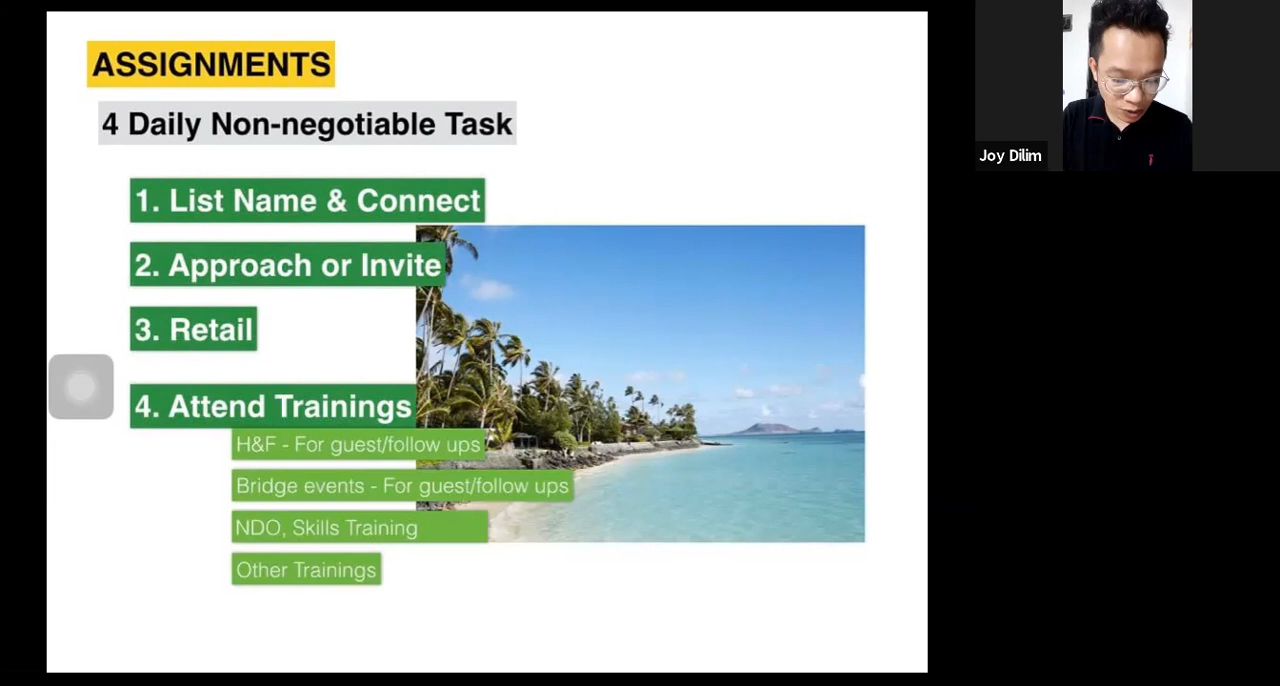 ASSIGNMENTS
4 Daily Non-negotiable Task
1. List Name & Connect
2. Approach or Invite
3. Retail
4. Attend Trainings
H&F - For guest/follow ups
Bridge events - For guest/follow ups
NDO, Skills Training
Other Trainings
Joy Dilim